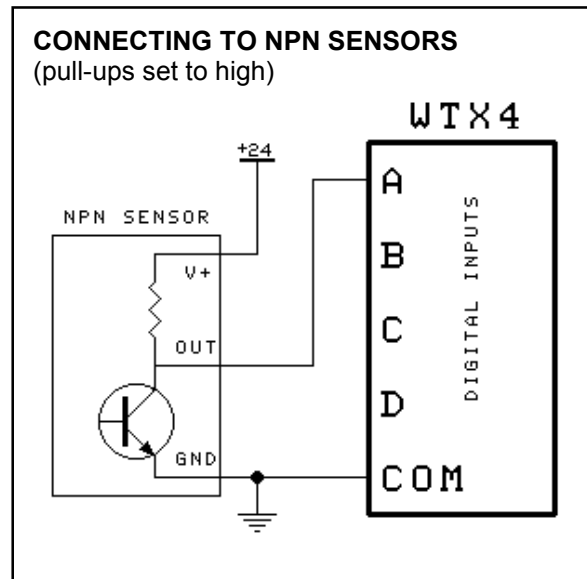 CONNECTING TO NPN SENSORS
(pull-ups set to high)
WTX4
+24
NPN SENSOR
V+
OUT
GND
A
B
C
D
COM
DIGITAL INPUTS